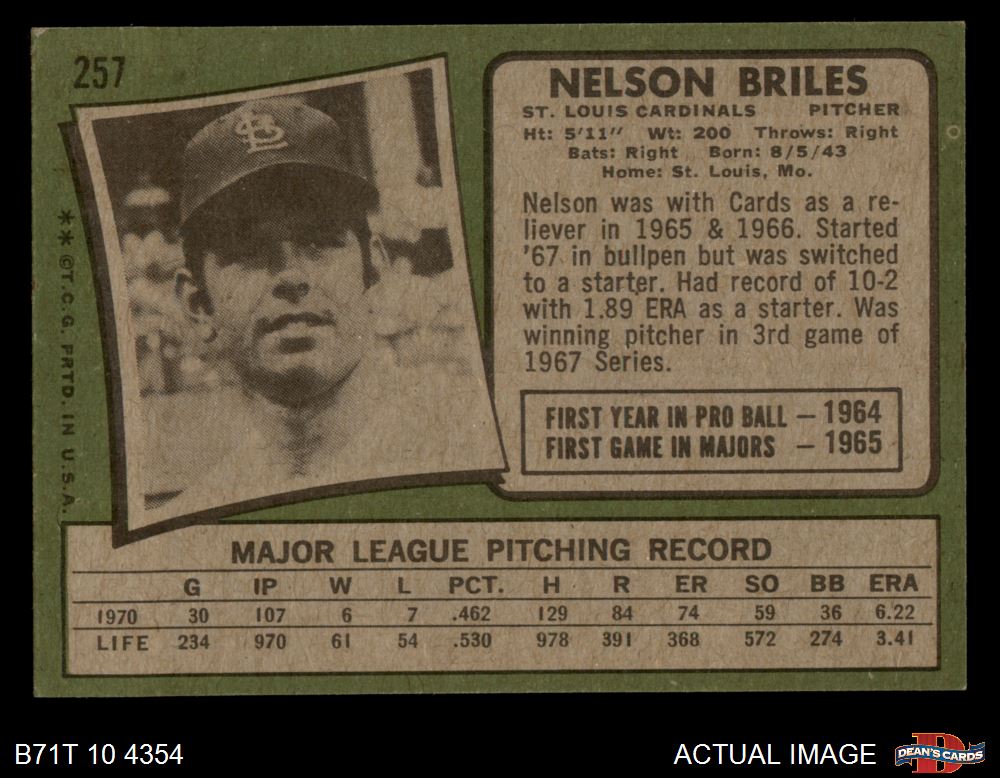 257
NELSON BRILES
ST. LOUIS CARDINALS PITCHER
Ht: 5'11" Wt: 200 Throws: Right
Bats: Right Born: 8/5/43
Home: St. Louis, Mo.
Nelson was with Cards as a re-
liever in 1965 & 1966. Started
'67 in bullpen but was switched
to a starter. Had record of 10-2
with 1.89 ERA as a starter. Was
winning pitcher in 3rd game of
1967 Series.
FIRST YEAR IN PRO BALL — 1964
FIRST GAME IN MAJORS — 1965
** ©T.C.G. PRTD. IN U.S.A.
MAJOR LEAGUE PITCHING RECORD
G IP W L PCT. H R ER SO BB ERA
1970 30 107 6 7 .462 129 84 74 59 36 6.22
LIFE 234 970 61 54 .530 978 391 368 572 274 3.41
B71T 10 4354
ACTUAL IMAGE
DEAN'S CARDS